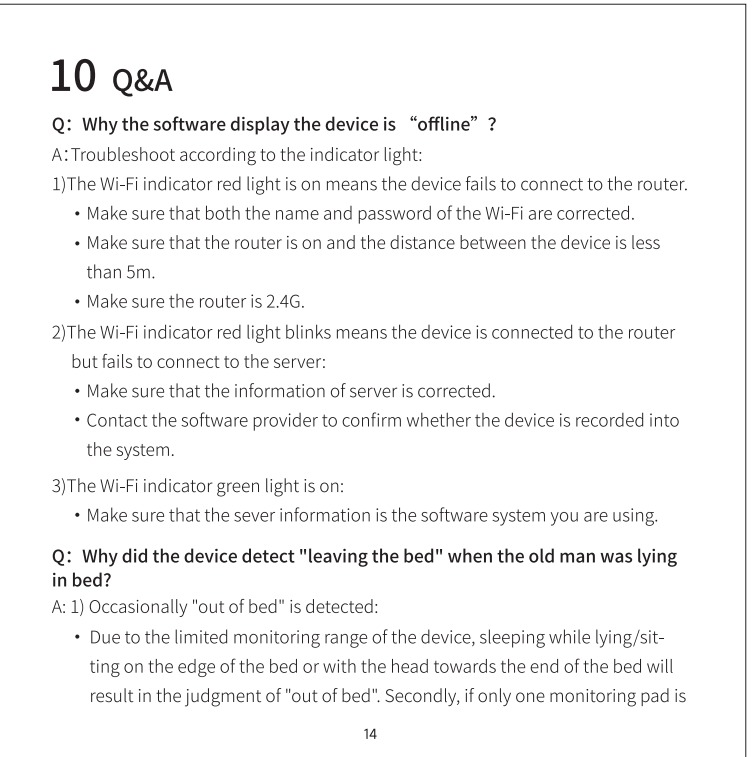 10 Q&A
Q: Why the software display the device is “offline”?
A:Troubleshoot according to the indicator light:
1)The Wi-Fi indicator red light is on means the device fails to connect to the router.
• Make sure that both the name and password of the Wi-Fi are corrected.
• Make sure that the router is on and the distance between the device is less
than 5m.
• Make sure the router is 2.4G.
2)The Wi-Fi indicator red light blinks means the device is connected to the router
but fails to connect to the server:
• Make sure that the information of server is corrected.
• Contact the software provider to confirm whether the device is recorded into
the system.
3)The Wi-Fi indicator green light is on:
• Make sure that the sever information is the software system you are using.
Q: Why did the device detect "leaving the bed" when the old man was lying
in bed?
A: 1) Occasionally "out of bed" is detected:
• Due to the limited monitoring range of the device, sleeping while lying/sit-
ting on the edge of the bed or with the head towards the end of the bed will
result in the judgment of "out of bed". Secondly, if only one monitoring pad is
14